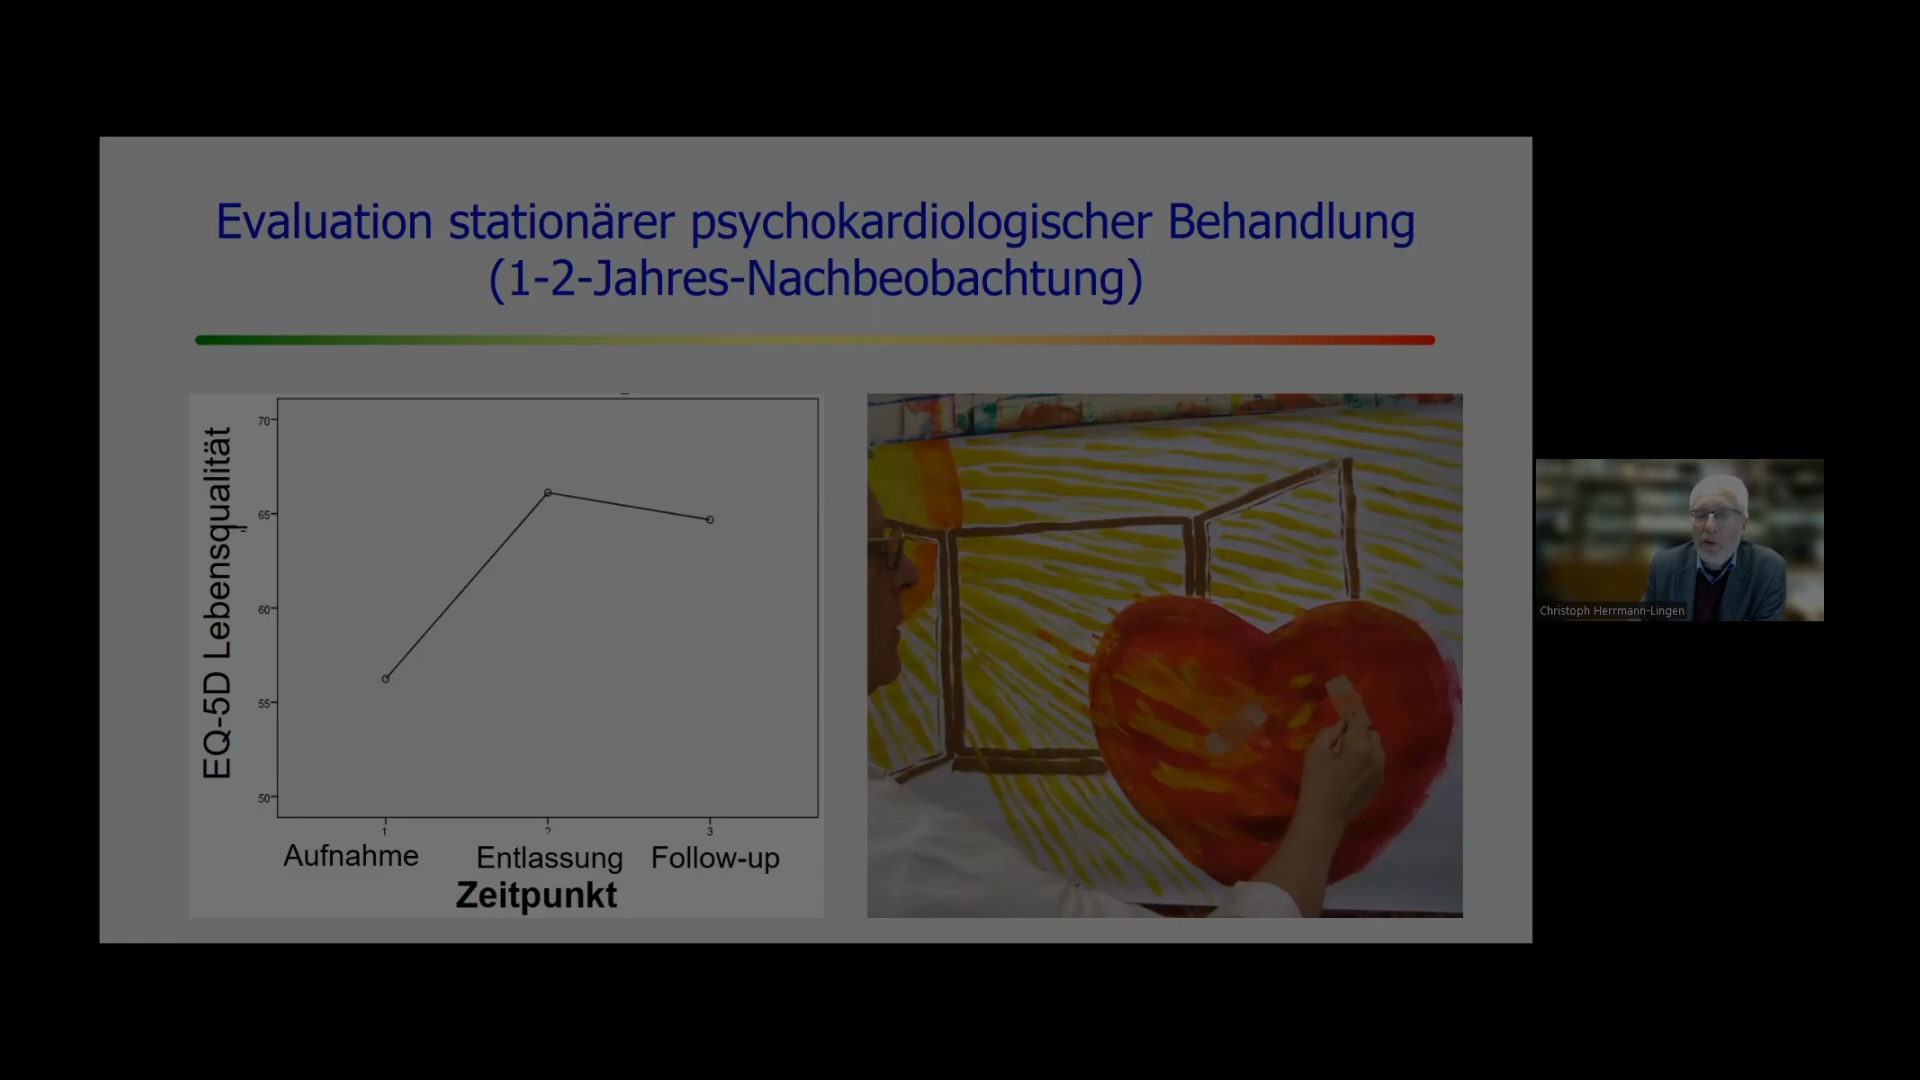 Evaluation stationärer psychokardiologischer Behandlung
(1-2-Jahres-Nachbeobachtung)
EQ-5D Lebensqualität
70
65
60
55
50
1
2
3
Aufnahme
Entlassung
Follow-up
Zeitpunkt
Christoph Herrmann-Lingen